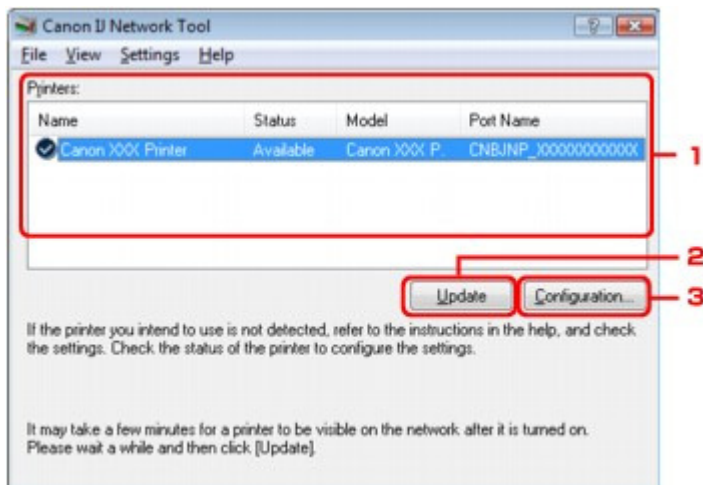 Canon IJ Network Tool
File View Settings Help
Printers:
Name Status Model Port Name
Canon XXX Printer Available Canon XXX P... CNBJNP_XXXXXXXXXXXX
1
2
Update Configuration...
3
If the printer you intend to use is not detected, refer to the instructions in the help, and check
the settings. Check the status of the printer to configure the settings.
It may take a few minutes for a printer to be visible on the network after it is turned on.
Please wait a while and then click [Update].